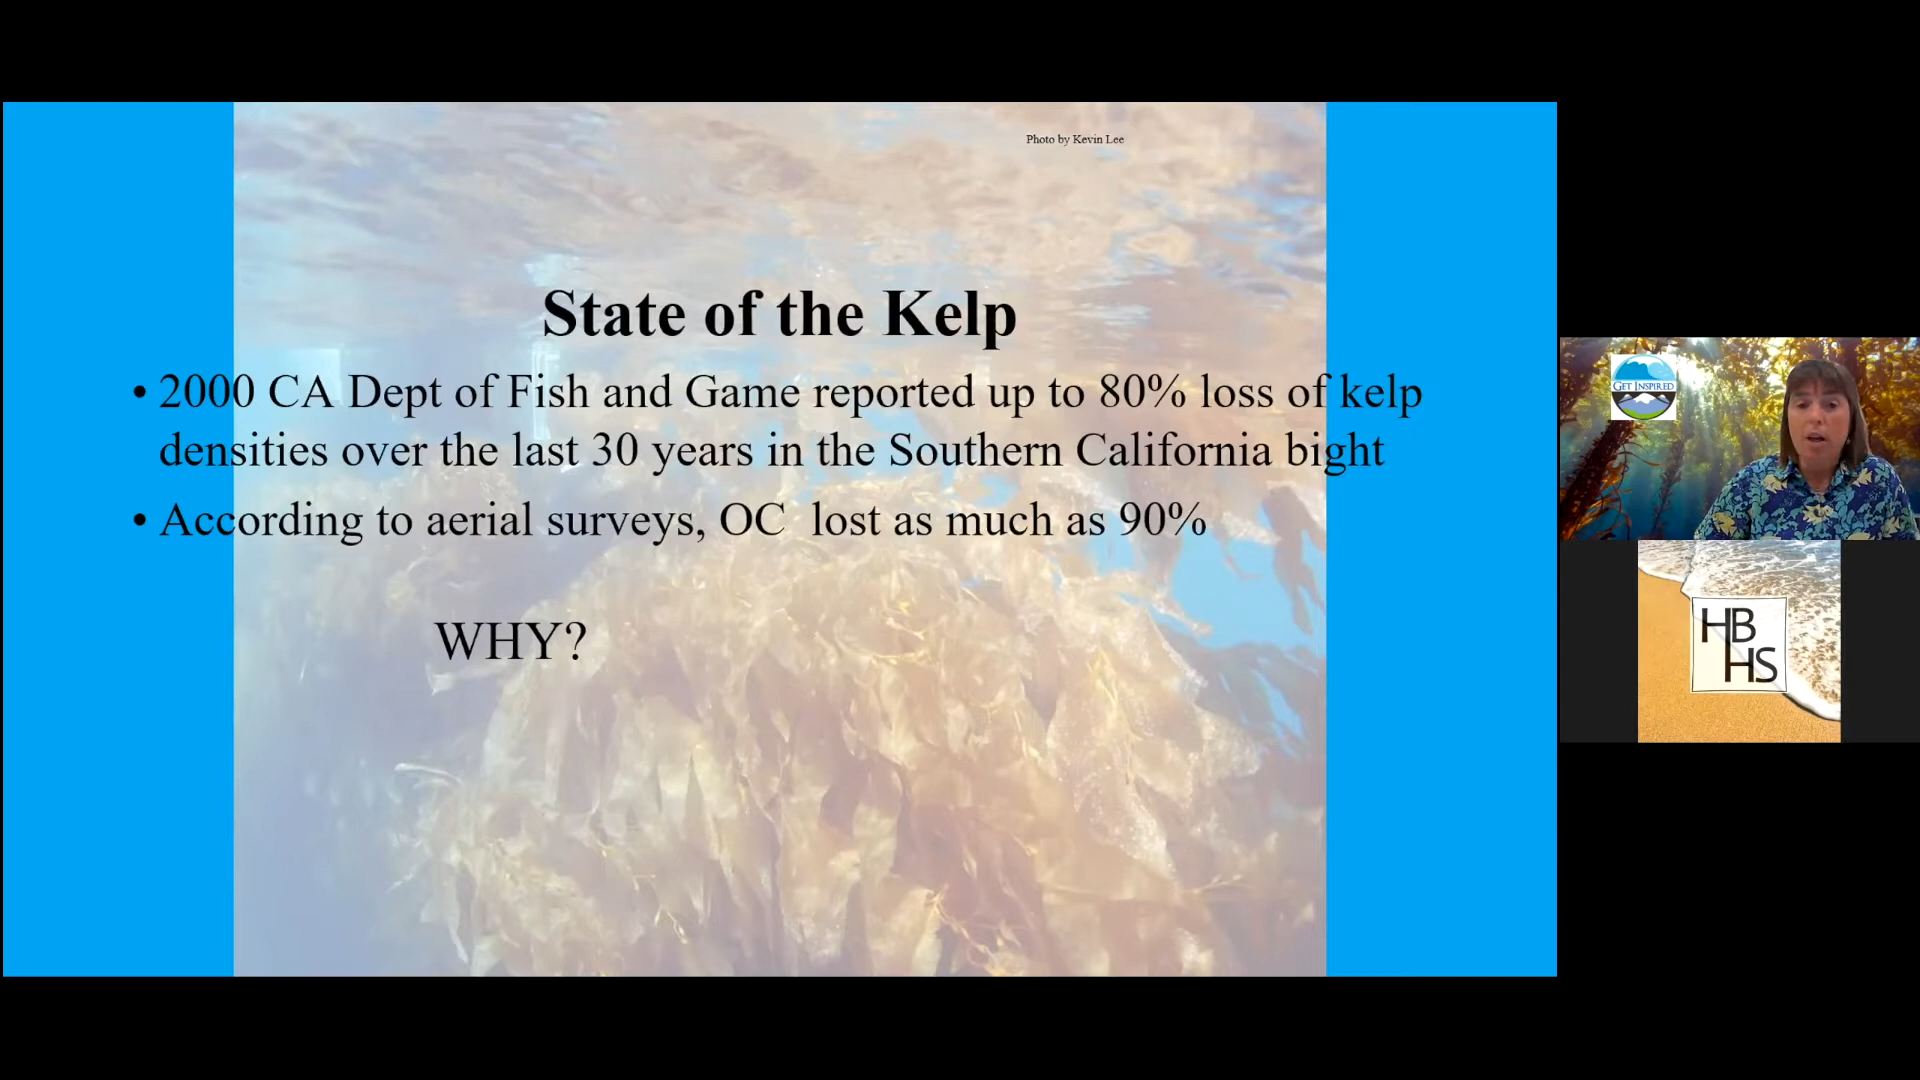 Photo by Kevin Lee
State of the Kelp
• 2000 CA Dept of Fish and Game reported up to 80% loss of kelp
densities over the last 30 years in the Southern California bight
• According to aerial surveys, OC lost as much as 90%
WHY?
GET INSPIRED
HB
HS